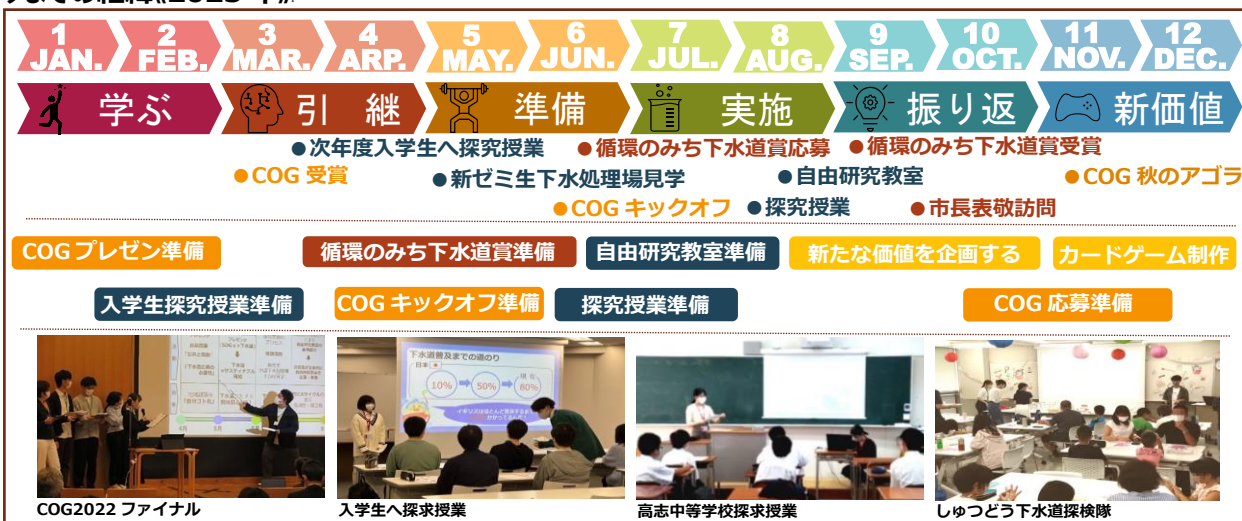 1 2 3 4 5 6 7 8 9 10 11 12
JAN. FEB. MAR. ARP. MAY. JUN. JUL. AUG. SEP. OCT. NOV. DEC.
学ぶ 引 継 準備 実施 振り返 新価値
●次年度入学生へ探究授業 ●循環のみち下水道賞応募 ●循環のみち下水道賞受賞
●COG 受賞 ●新ゼミ生下水処理場見学 ●自由研究教室 ●COG 秋のアゴラ
●COG キックオフ ●探究授業 ●市長表敬訪問
COG プレゼン準備 循環のみち下水道賞準備 自由研究教室準備 新たな価値を企画する カードゲーム制作
入学生探究授業準備 COG キックオフ準備 探究授業準備 COG 応募準備
下水道普及までの道のり
日本
10% 50% 80%
COG2022 ファイナル 入学生へ探求授業 高志中等学校探求授業 しゅつどう下水道探検隊